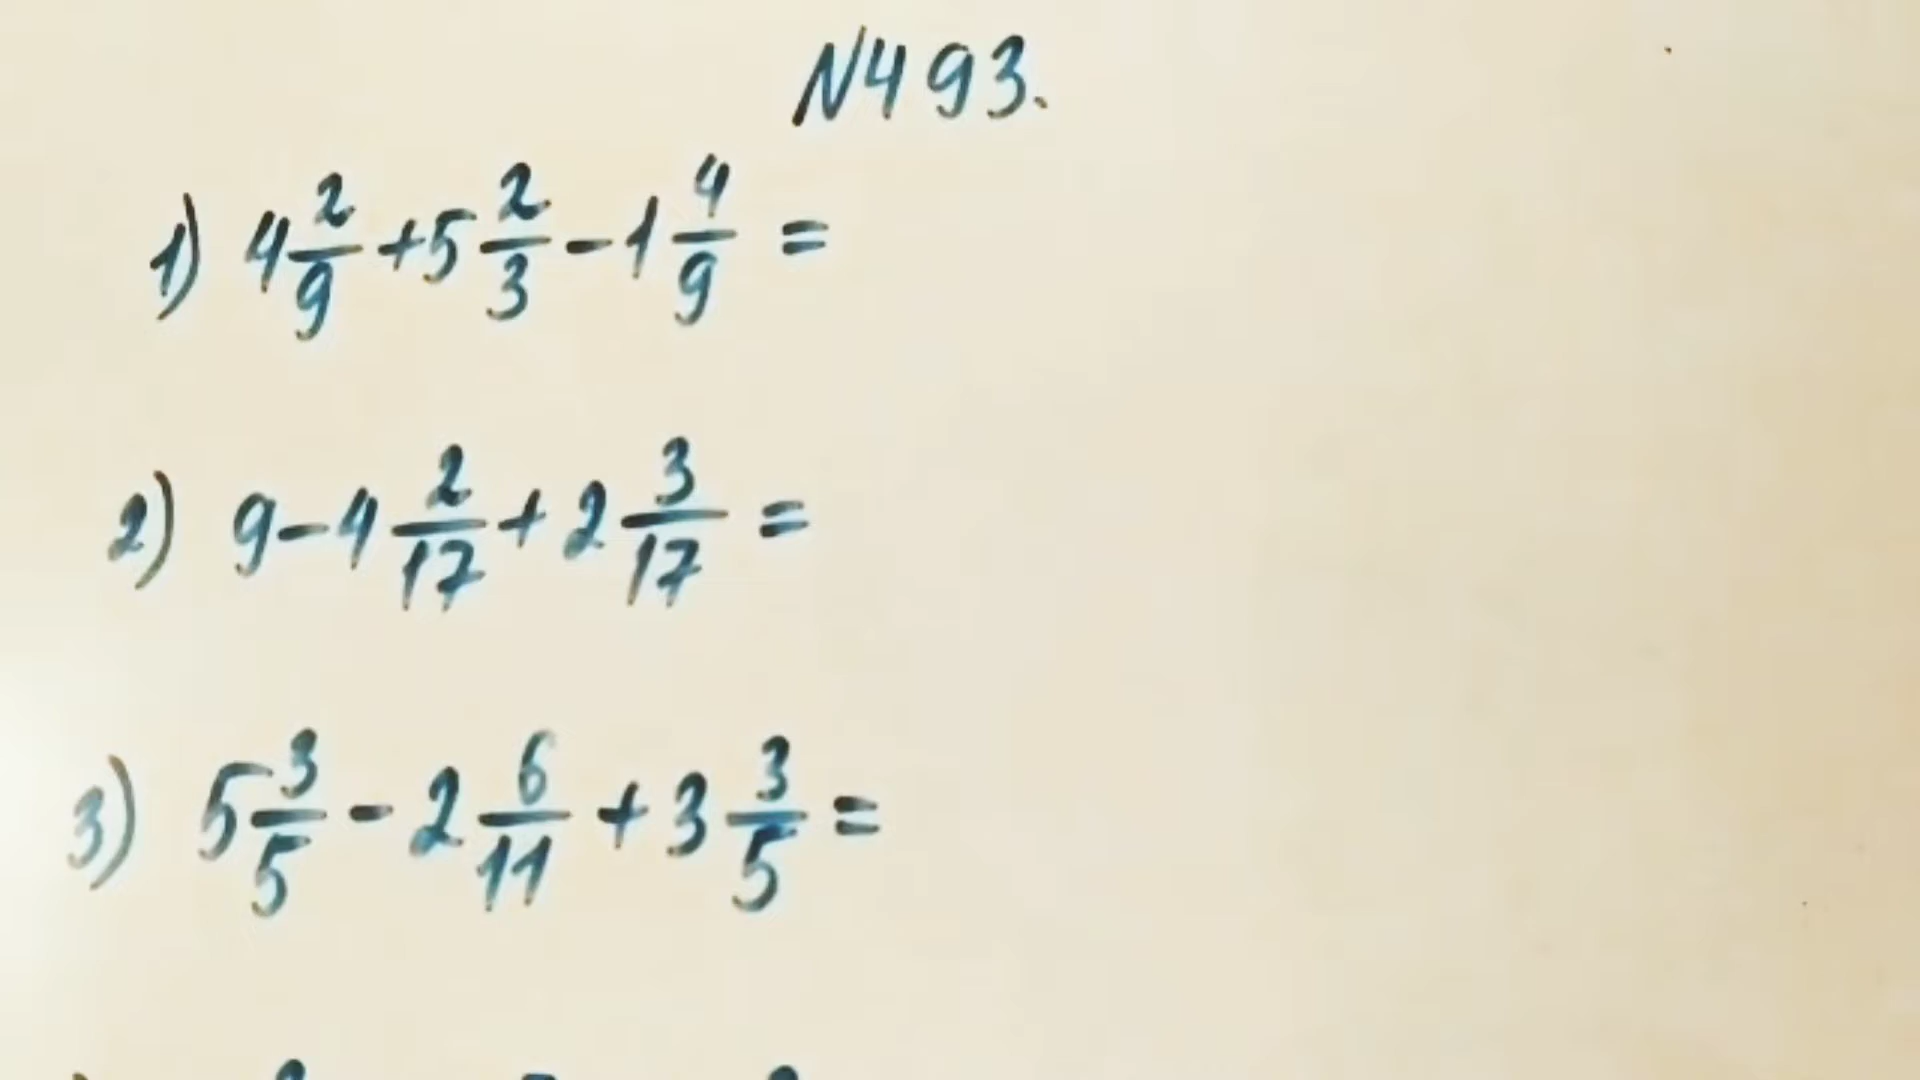 N493.
1) 4 2/9 + 5 2/3 - 1 4/9 =
2) 9 - 4 2/17 + 2 3/17 =
3) 5 3/5 - 2 6/11 + 3 3/5 =